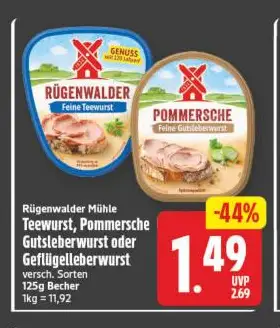 GENUSS
RÜGENWALDER
Feine Teewurst
POMMERSCHE
Feine Gutsleberwurst
Rügenwalder Mühle
Teewurst, Pommersche
Gutsleberwurst oder
Geflügelleberwurst
versch. Sorten
125g Becher
1kg = 11,92
-44%
1.49
UVP
2.69